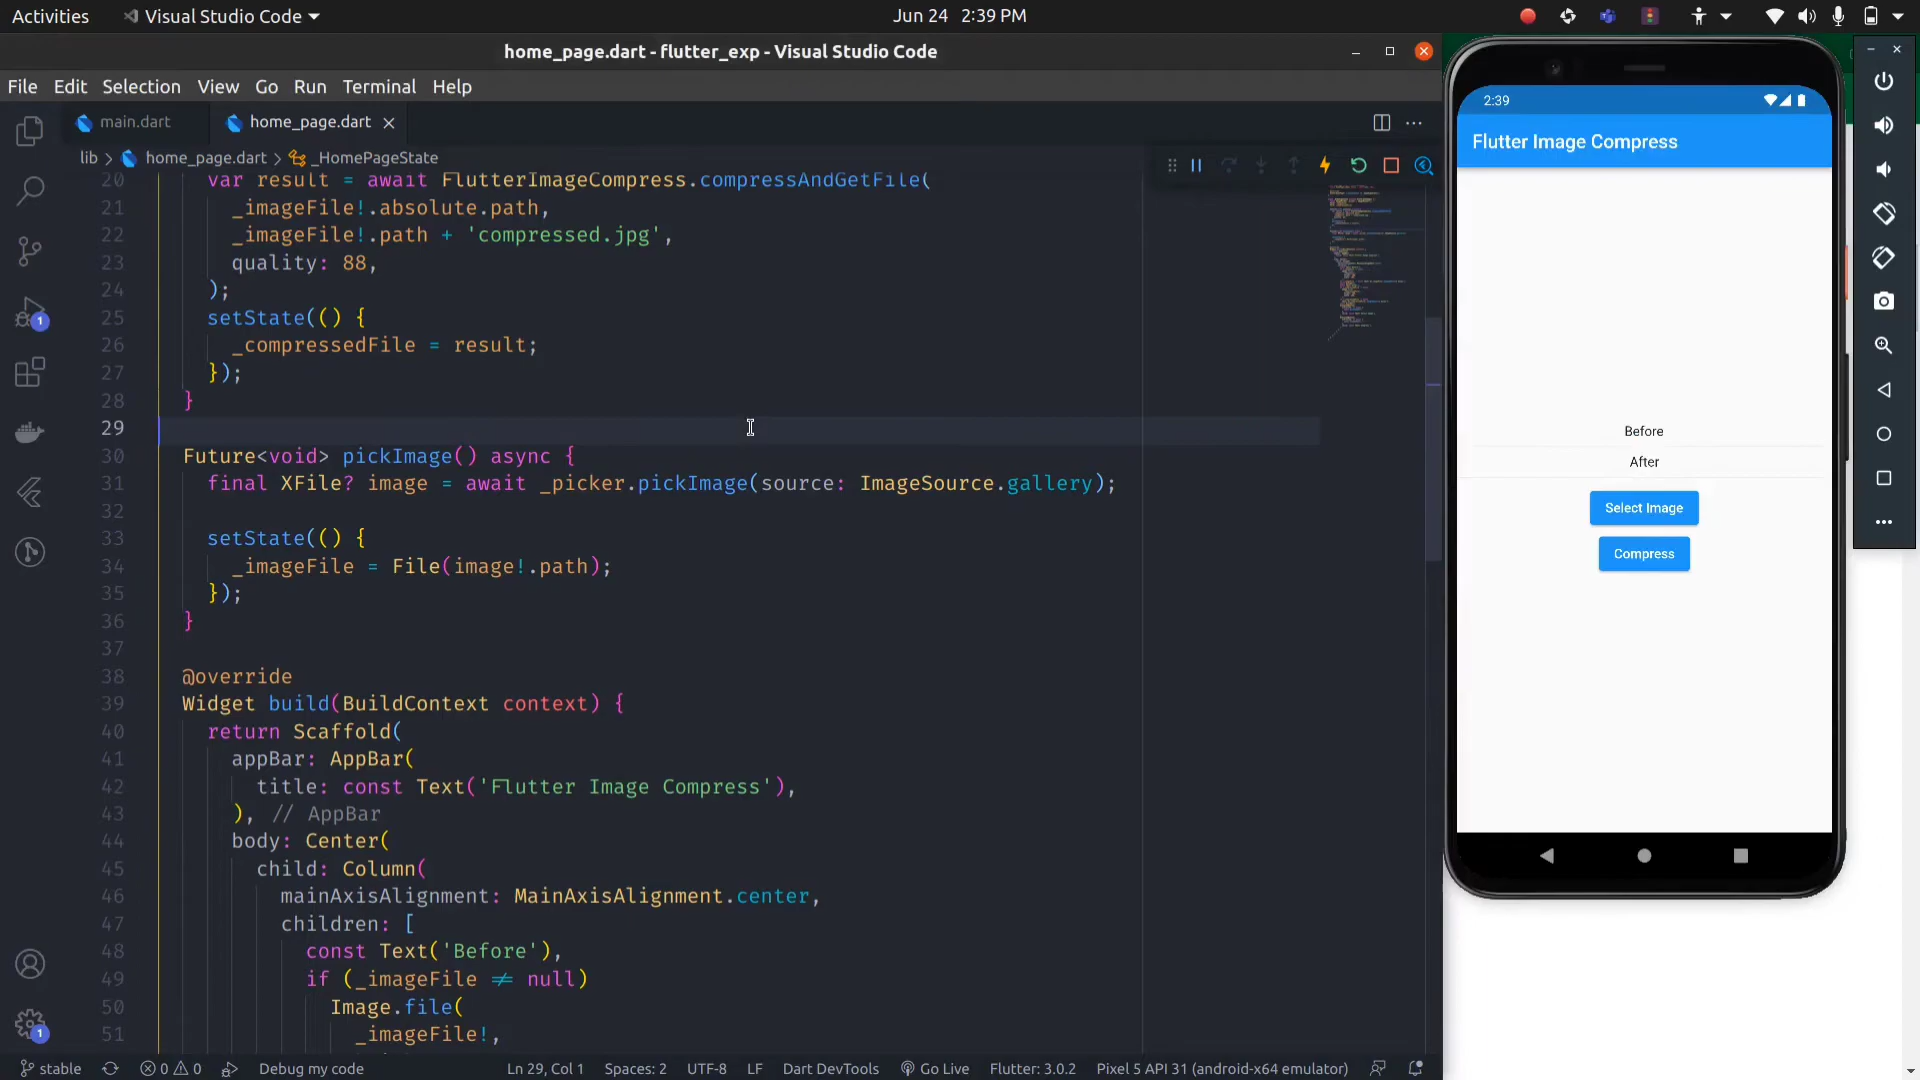 Activities Visual Studio Code Jun 24 2:39 PM
home_page.dart - flutter_exp - Visual Studio Code
File Edit Selection View Go Run Terminal Help
main.dart home_page.dart
lib > home_page.dart > _HomePageState
20 var result = await FlutterImageCompress.compressAndGetFile(
21 _imageFile!.absolute.path,
22 _imageFile!.path + 'compressed.jpg',
23 quality: 88,
24 );
25 setState(() {
26 _compressedFile = result;
27 });
28 }
29
30 Future<void> pickImage() async {
31 final XFile? image = await _picker.pickImage(source: ImageSource.gallery);
32
33 setState(() {
34 _imageFile = File(image!.path);
35 });
36 }
37
38 @override
39 Widget build(BuildContext context) {
40 return Scaffold(
41 appBar: AppBar(
42 title: const Text('Flutter Image Compress'),
43 ), // AppBar
44 body: Center(
45 child: Column(
46 mainAxisAlignment: MainAxisAlignment.center,
47 children: [
48 const Text('Before'),
49 if (_imageFile ≠ null)
50 Image.file(
51 _imageFile!,
1
1
stable 0 0 Debug my code Ln 29, Col 1 Spaces: 2 UTF-8 LF Dart DevTools Go Live Flutter: 3.0.2 Pixel 5 API 31 (android-x64 emulator)
2:39
Flutter Image Compress
Before
After
Select Image
Compress